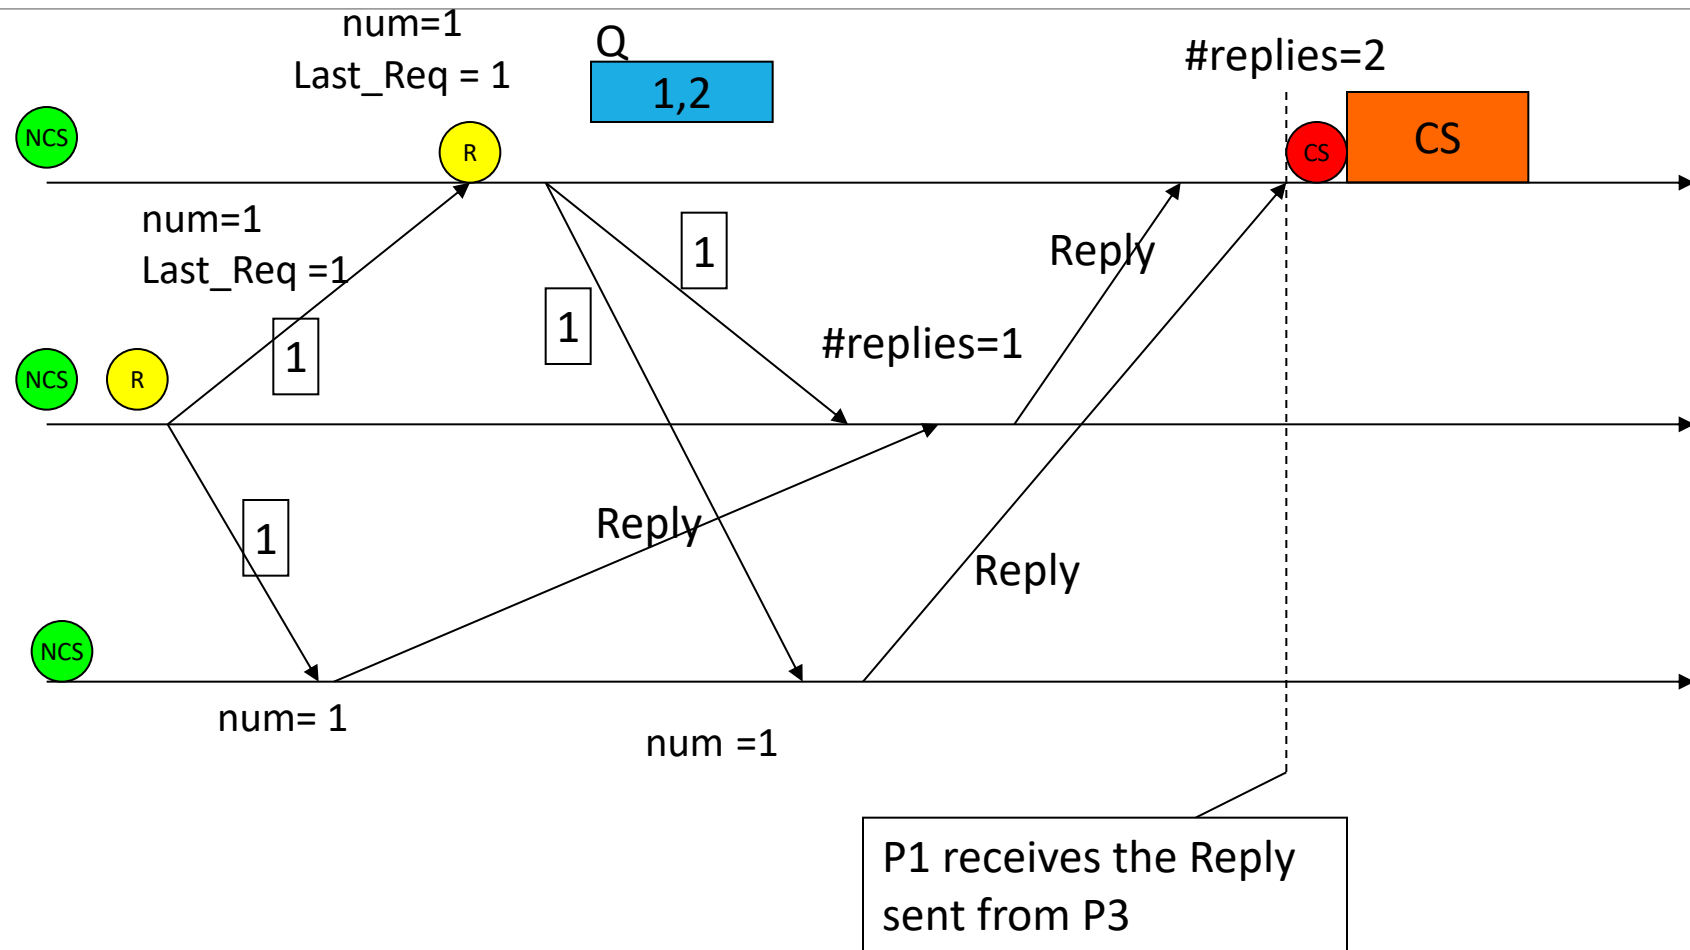 num=1
Last_Req = 1
Q
1,2
#replies=2
NCS
R
CS
CS
num=1
Last_Req =1
1
1
1
Reply
#replies=1
NCS
R
1
Reply
Reply
NCS
num= 1
num =1
P1 receives the Reply
sent from P3